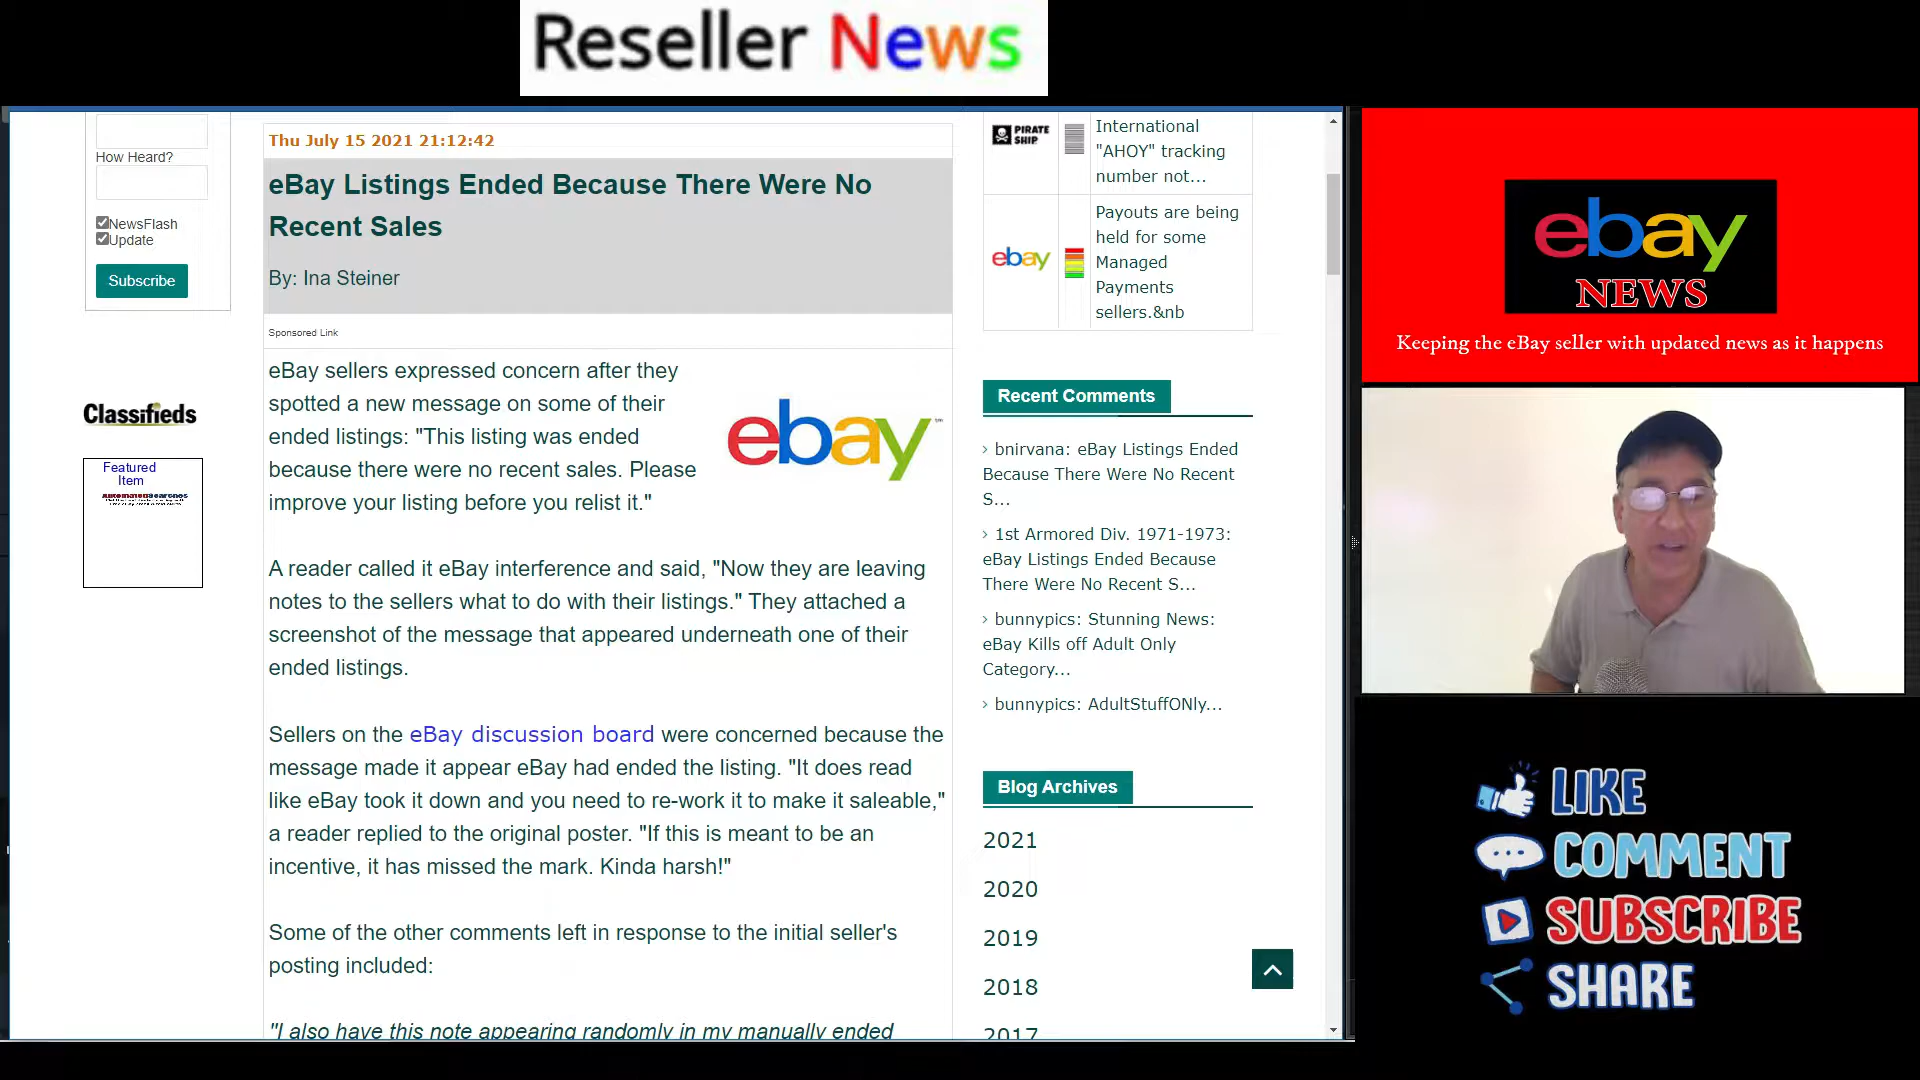 Reseller News
How Heard?
NewsFlash
Update
Subscribe
Classifieds
Featured
Item
Thu July 15 2021 21:12:42
eBay Listings Ended Because There Were No
Recent Sales
By: Ina Steiner
Sponsored Link
eBay sellers expressed concern after they
spotted a new message on some of their
ended listings: "This listing was ended
because there were no recent sales. Please
improve your listing before you relist it."
ebay™
A reader called it eBay interference and said, "Now they are leaving
notes to the sellers what to do with their listings." They attached a
screenshot of the message that appeared underneath one of their
ended listings.
Sellers on the eBay discussion board were concerned because the
message made it appear eBay had ended the listing. "It does read
like eBay took it down and you need to re-work it to make it saleable,"
a reader replied to the original poster. "If this is meant to be an
incentive, it has missed the mark. Kinda harsh!"
Some of the other comments left in response to the initial seller's
posting included:
"I also have this note appearing randomly in my manually ended
PIRATE
SHIP
International
"AHOY" tracking
number not...
ebay
Payouts are being
held for some
Managed
Payments
sellers.&nb
Recent Comments
› bnirvana: eBay Listings Ended
Because There Were No Recent
S...
› 1st Armored Div. 1971-1973:
eBay Listings Ended Because
There Were No Recent S...
› bunnypics: Stunning News:
eBay Kills off Adult Only
Category...
› bunnypics: AdultStuffONly...
Blog Archives
2021
2020
2019
2018
2017
ebay
NEWS
Keeping the eBay seller with updated news as it happens
LIKE
COMMENT
SUBSCRIBE
SHARE